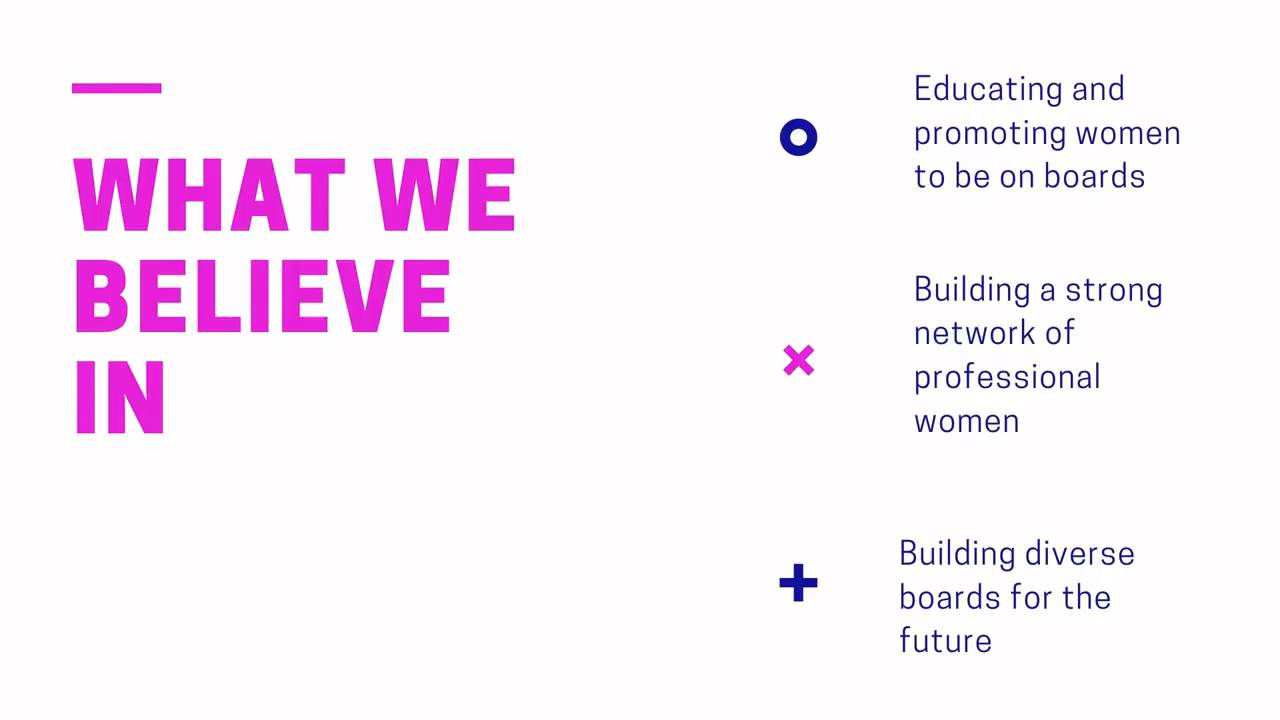 WHAT WE
BELIEVE
IN
Educating and
promoting women
to be on boards
Building a strong
network of
professional
women
Building diverse
boards for the
future